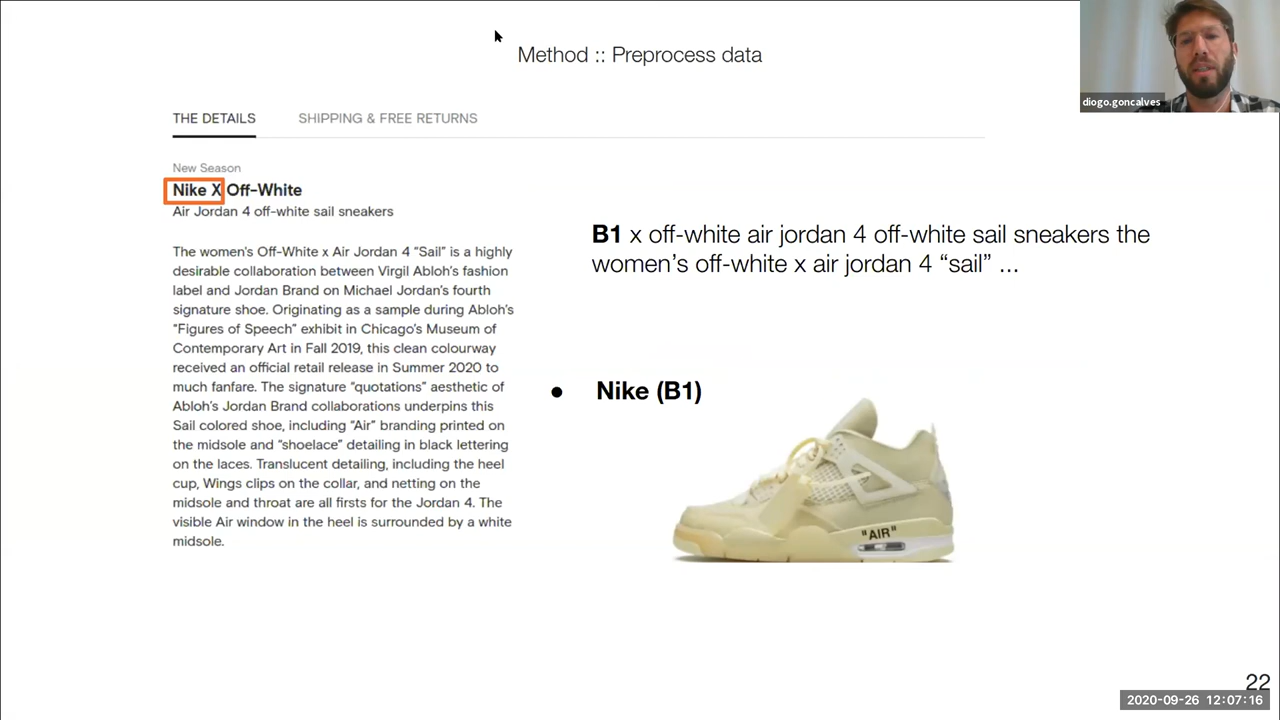 Method :: Preprocess data
diogo.goncalves
THE DETAILS
SHIPPING & FREE RETURNS
New Season
Nike X Off-White
Air Jordan 4 off-white sail sneakers
The women's Off-White x Air Jordan 4 “Sail” is a highly
desirable collaboration between Virgil Abloh's fashion
label and Jordan Brand on Michael Jordan's fourth
signature shoe. Originating as a sample during Abloh's
“Figures of Speech” exhibit in Chicago's Museum of
Contemporary Art in Fall 2019, this clean colourway
received an official retail release in Summer 2020 to
much fanfare. The signature “quotations” aesthetic of
Abloh's Jordan Brand collaborations underpins this
Sail colored shoe, including “Air” branding printed on
the midsole and “shoelace” detailing in black lettering
on the laces. Translucent detailing, including the heel
cup, Wings clips on the collar, and netting on the
midsole and throat are all firsts for the Jordan 4. The
visible Air window in the heel is surrounded by a white
midsole.
B1 x off-white air jordan 4 off-white sail sneakers the
women's off-white x air jordan 4 “sail” ...
● Nike (B1)
"AIR"
22
2020-09-26 12:07:16